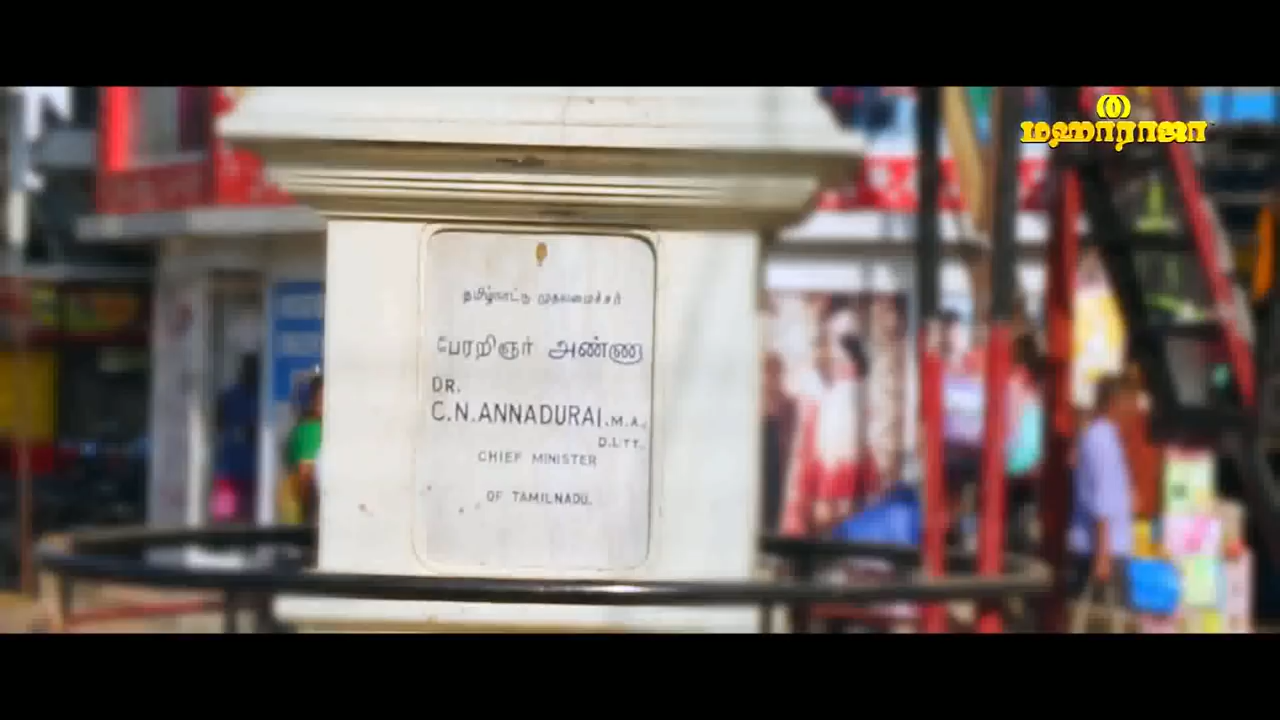 மஹாராஜா
தமிழ்நாட்டு முதலமைச்சர்
பேரறிஞர் அண்ணா
DR.
C.N. ANNADURAI. M.A.,
D.LITT.
CHIEF MINISTER
OF TAMILNADU.